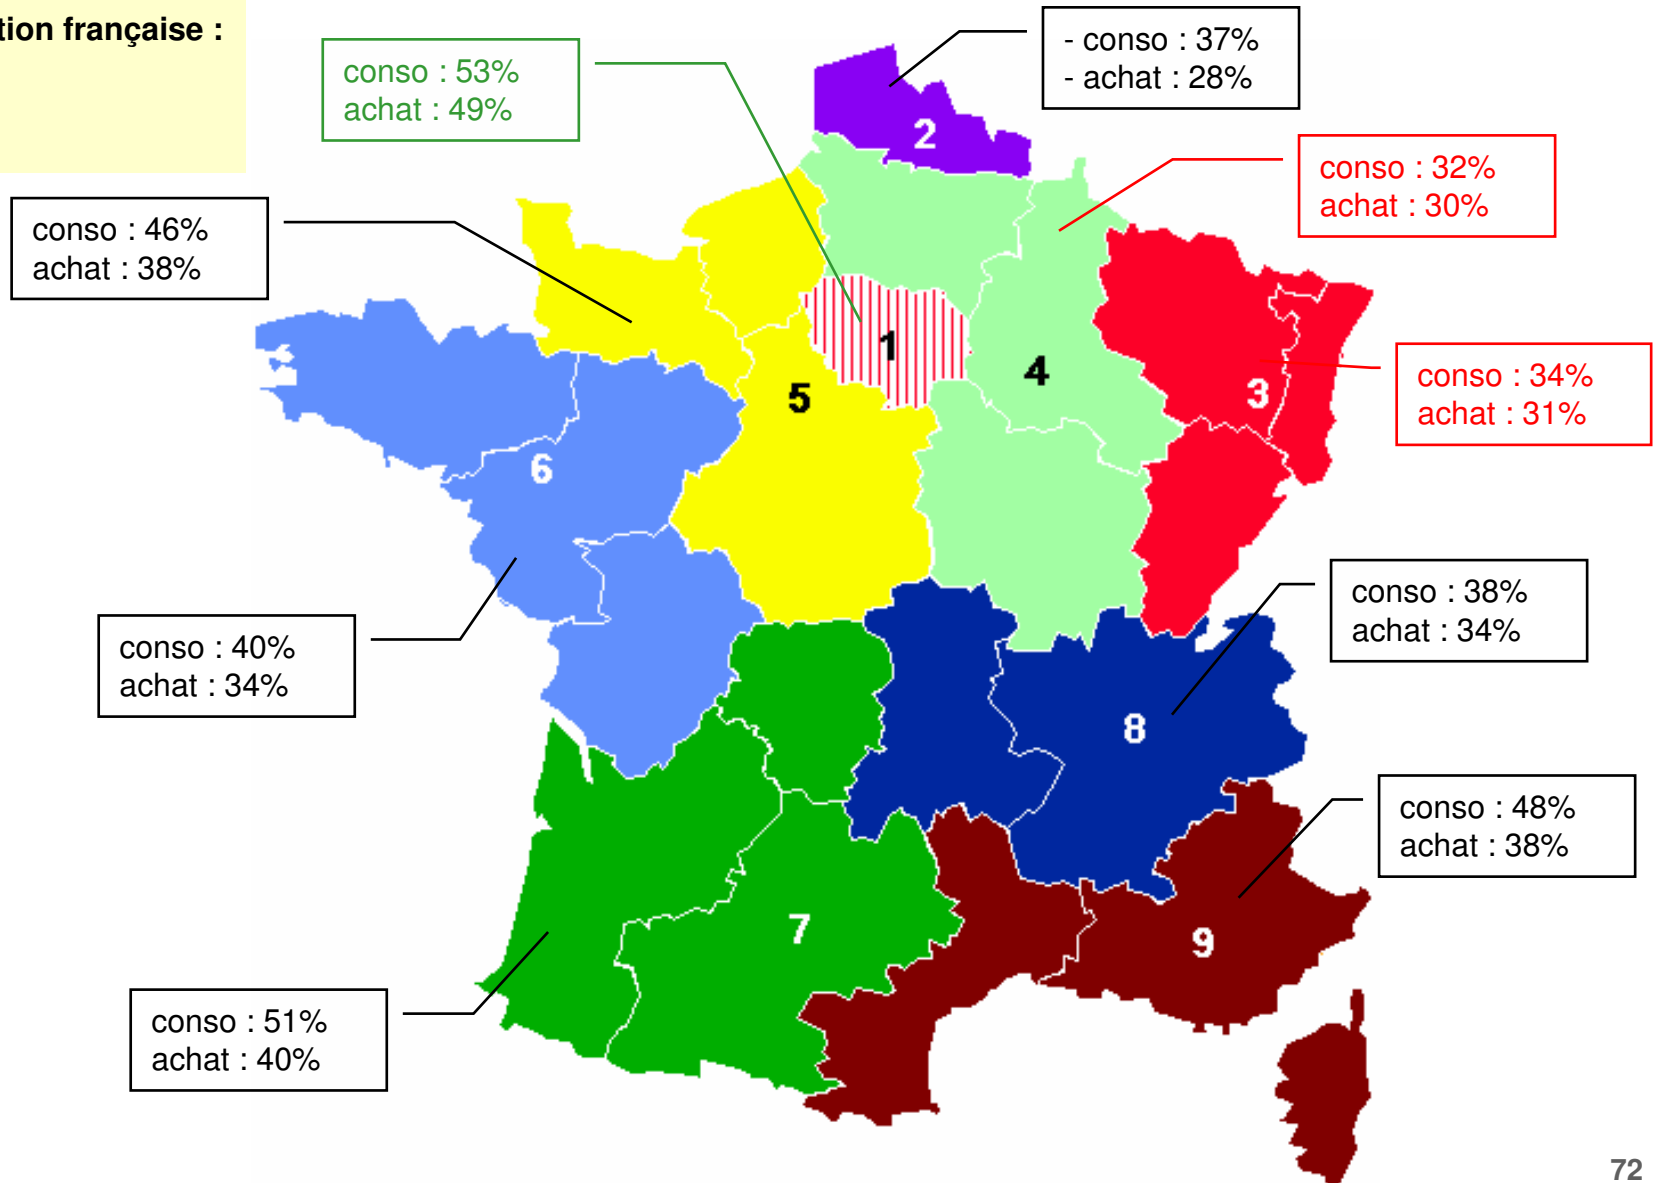 tion française :
conso : 53%
achat : 49%
- conso : 37%
- achat : 28%
conso : 32%
achat : 30%
conso : 46%
achat : 38%
conso : 34%
achat : 31%
conso : 40%
achat : 34%
conso : 38%
achat : 34%
conso : 48%
achat : 38%
conso : 51%
achat : 40%
2
1
4
5
3
6
8
7
9
72